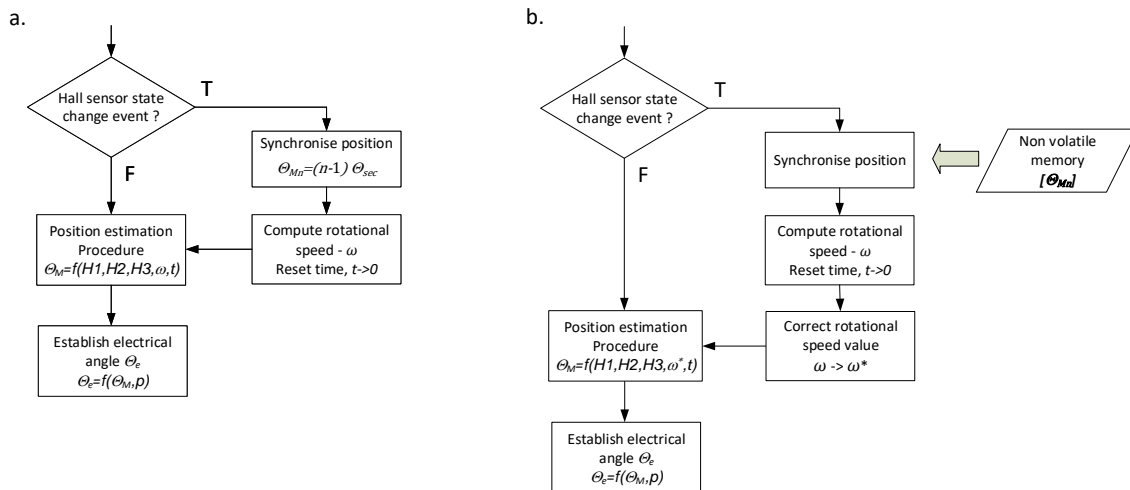 a.
Hall sensor state
change event ?
T
F
Synchronise position
ΘMn=(n-1) Θsec
Compute rotational
speed - ω
Reset time, t->0
Position estimation
Procedure
ΘM=f(H1,H2,H3,ω,t)
Establish electrical
angle Θe
Θe=f(ΘM,p)
b.
Hall sensor state
change event ?
T
F
Synchronise position
Non volatile
memory
[ΘMn]
Compute rotational
speed - ω
Reset time, t->0
Correct rotational
speed value
ω -> ω*
Position estimation
Procedure
ΘM=f(H1,H2,H3,ω*,t)
Establish electrical
angle Θe
Θe=f(ΘM,p)